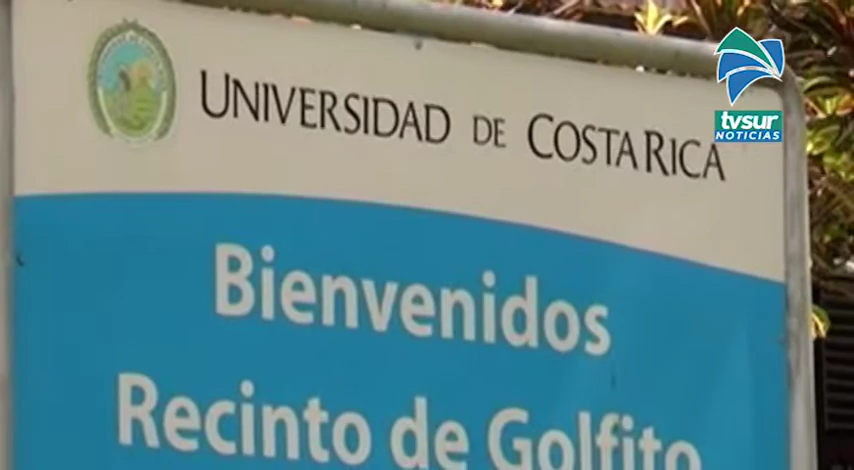 UNIVERSIDAD DE COSTA RICA
tvsur
NOTICIAS
Bienvenidos
Recinto de Golfito